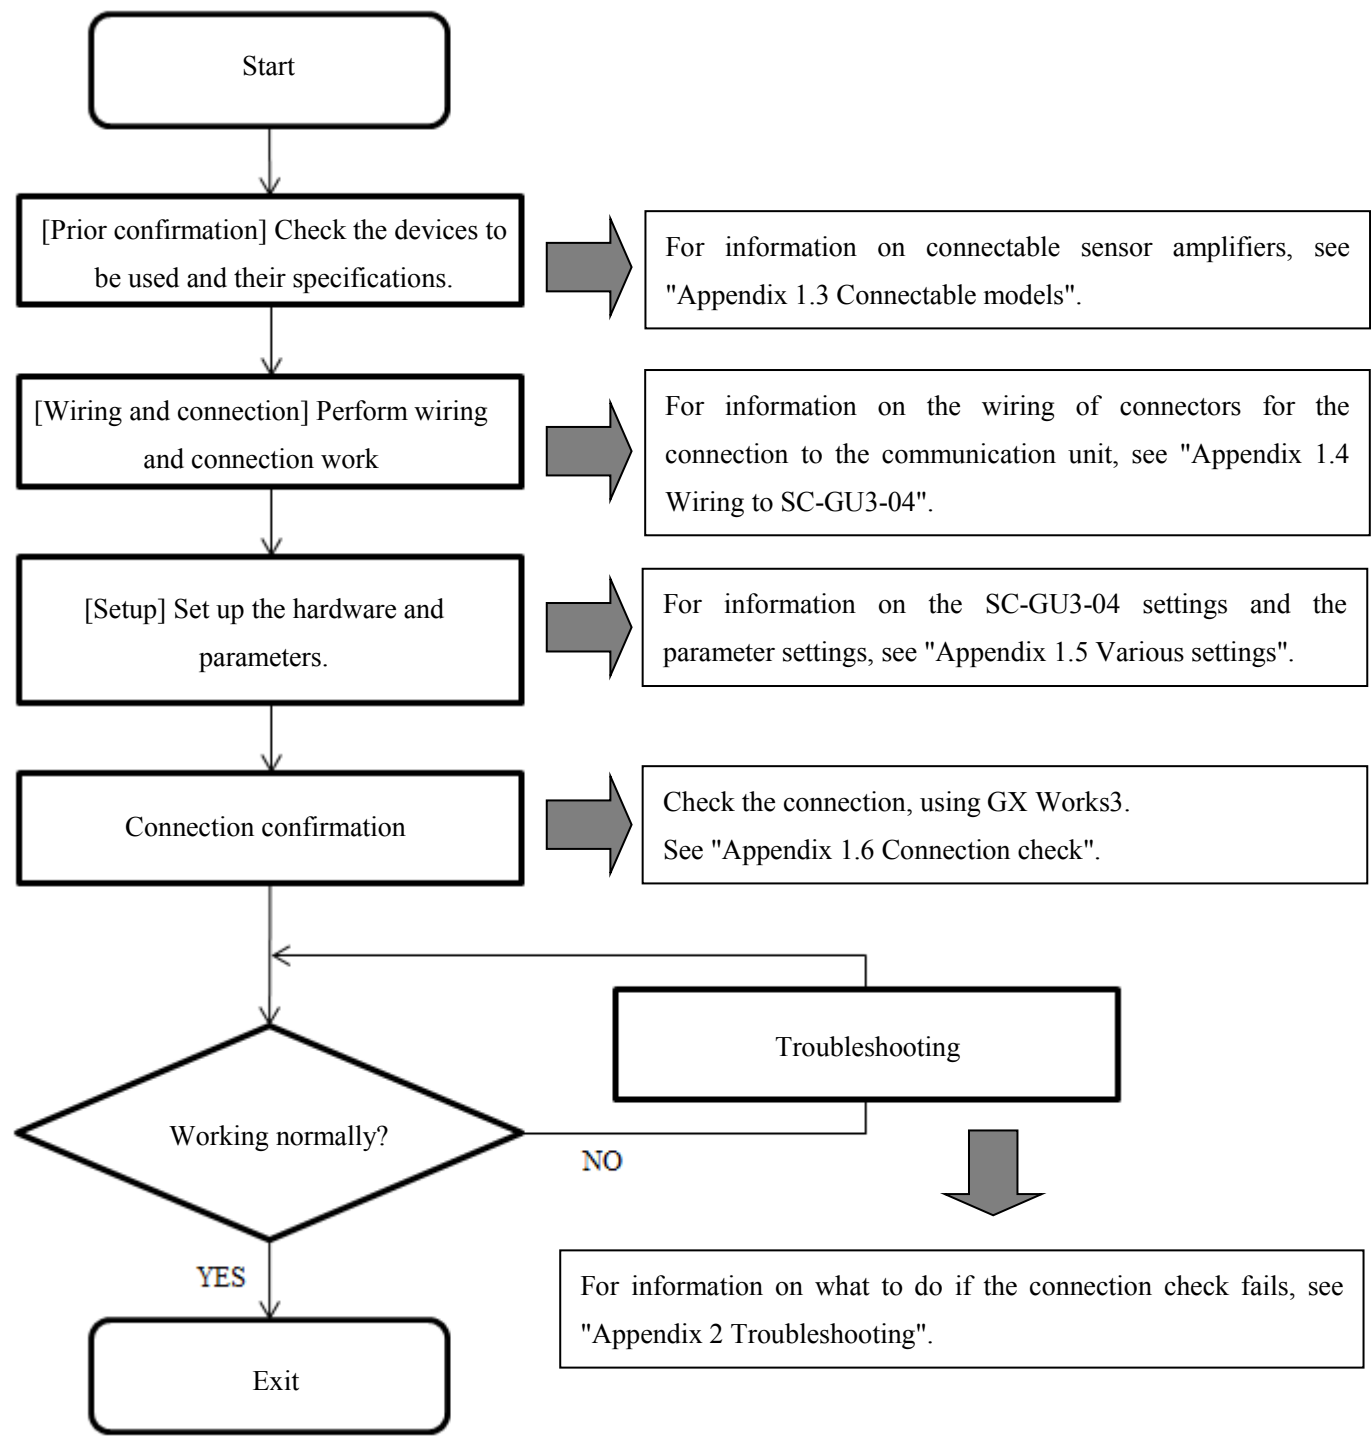 Start
[Prior confirmation] Check the devices to
be used and their specifications.
For information on connectable sensor amplifiers, see
"Appendix 1.3 Connectable models".
[Wiring and connection] Perform wiring
and connection work
For information on the wiring of connectors for the
connection to the communication unit, see "Appendix 1.4
Wiring to SC-GU3-04".
[Setup] Set up the hardware and
parameters.
For information on the SC-GU3-04 settings and the
parameter settings, see "Appendix 1.5 Various settings".
Connection confirmation
Check the connection, using GX Works3.
See "Appendix 1.6 Connection check".
Troubleshooting
Working normally?
NO
YES
For information on what to do if the connection check fails, see
"Appendix 2 Troubleshooting".
Exit